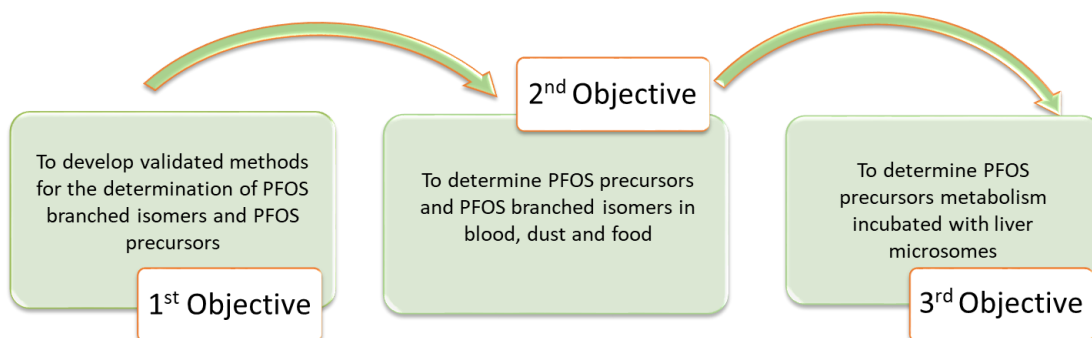 To develop validated methods
for the determination of PFOS
branched isomers and PFOS
precursors
1st Objective
2nd Objective
To determine PFOS precursors
and PFOS branched isomers in
blood, dust and food
To determine PFOS
precursors metabolism
incubated with liver
microsomes
3rd Objective